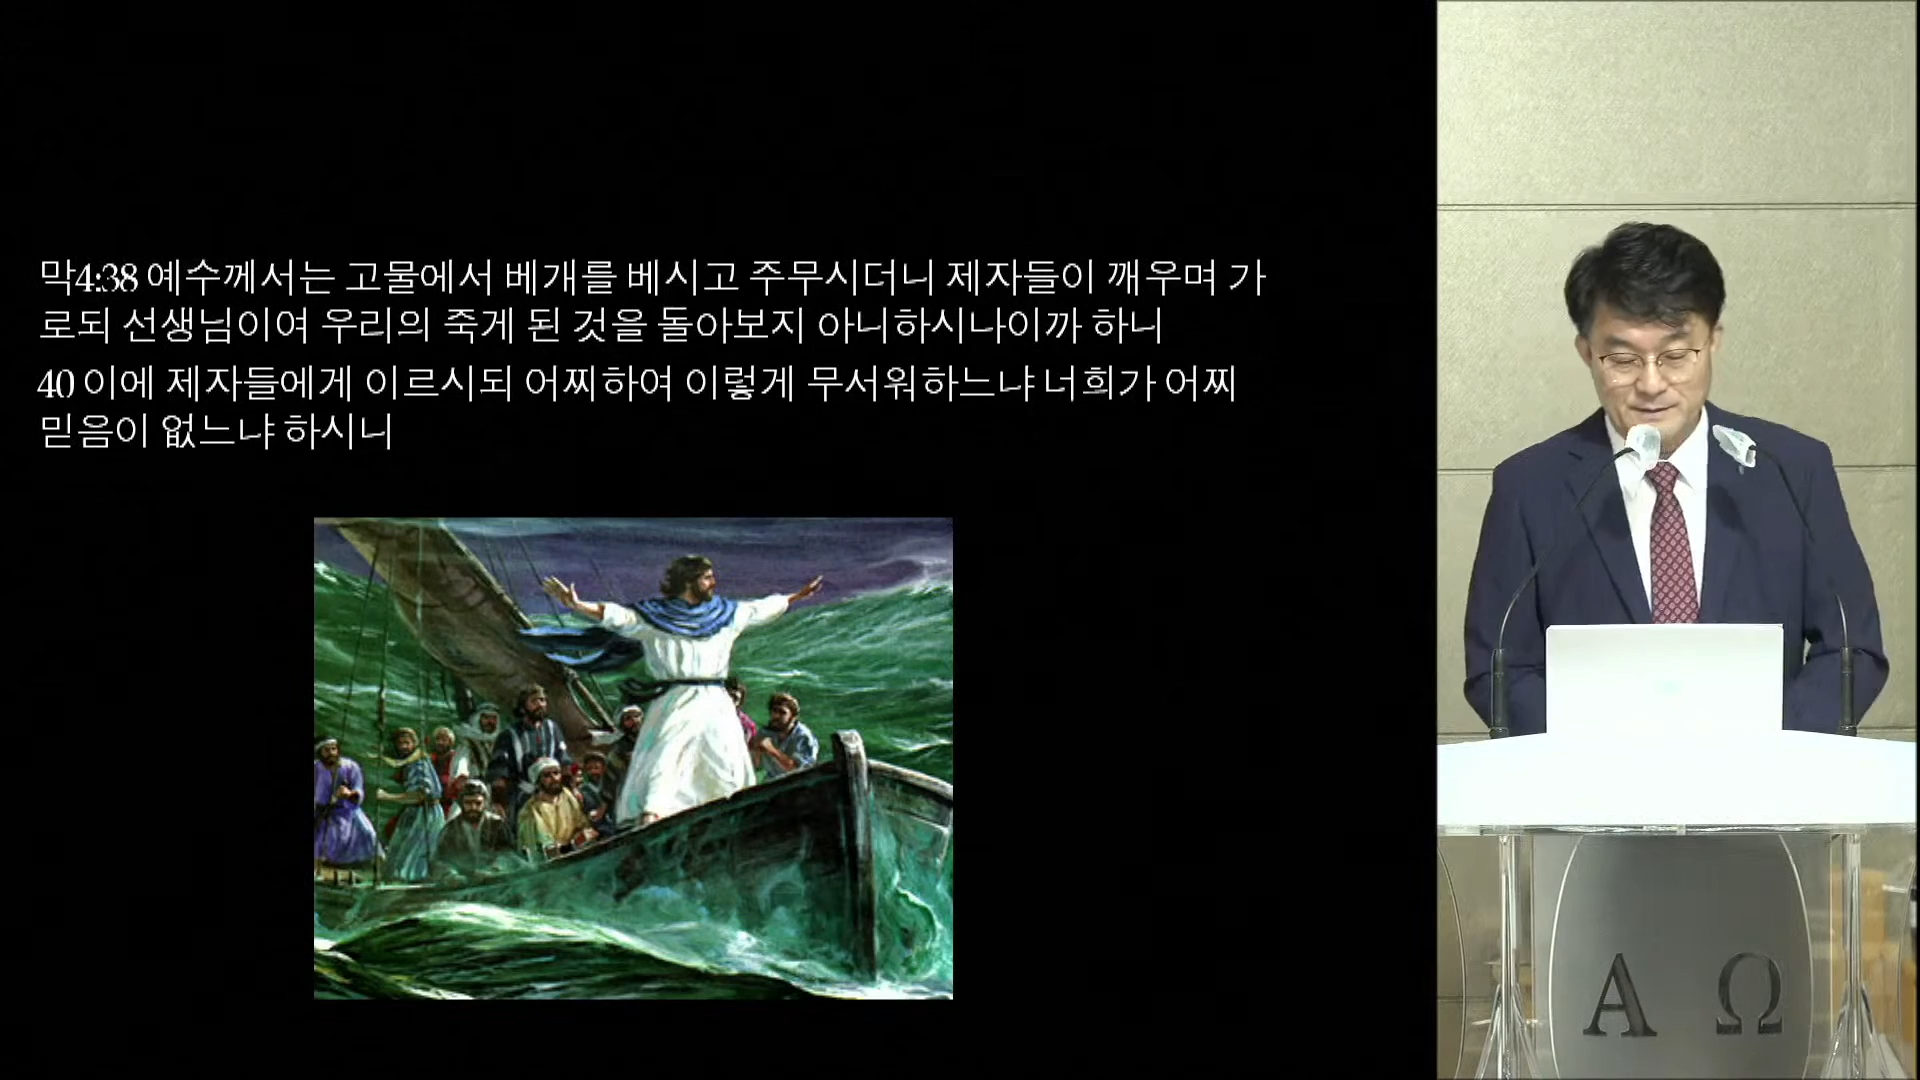 막4:38 예수께서는 고물에서 베개를 베시고 주무시더니 제자들이 깨우며 가
로되 선생님이여 우리의 죽게 된 것을 돌아보지 아니하시나이까 하니
40 이에 제자들에게 이르시되 어찌하여 이렇게 무서워하느냐 너희가 어찌
믿음이 없느냐 하시니
Α Ω